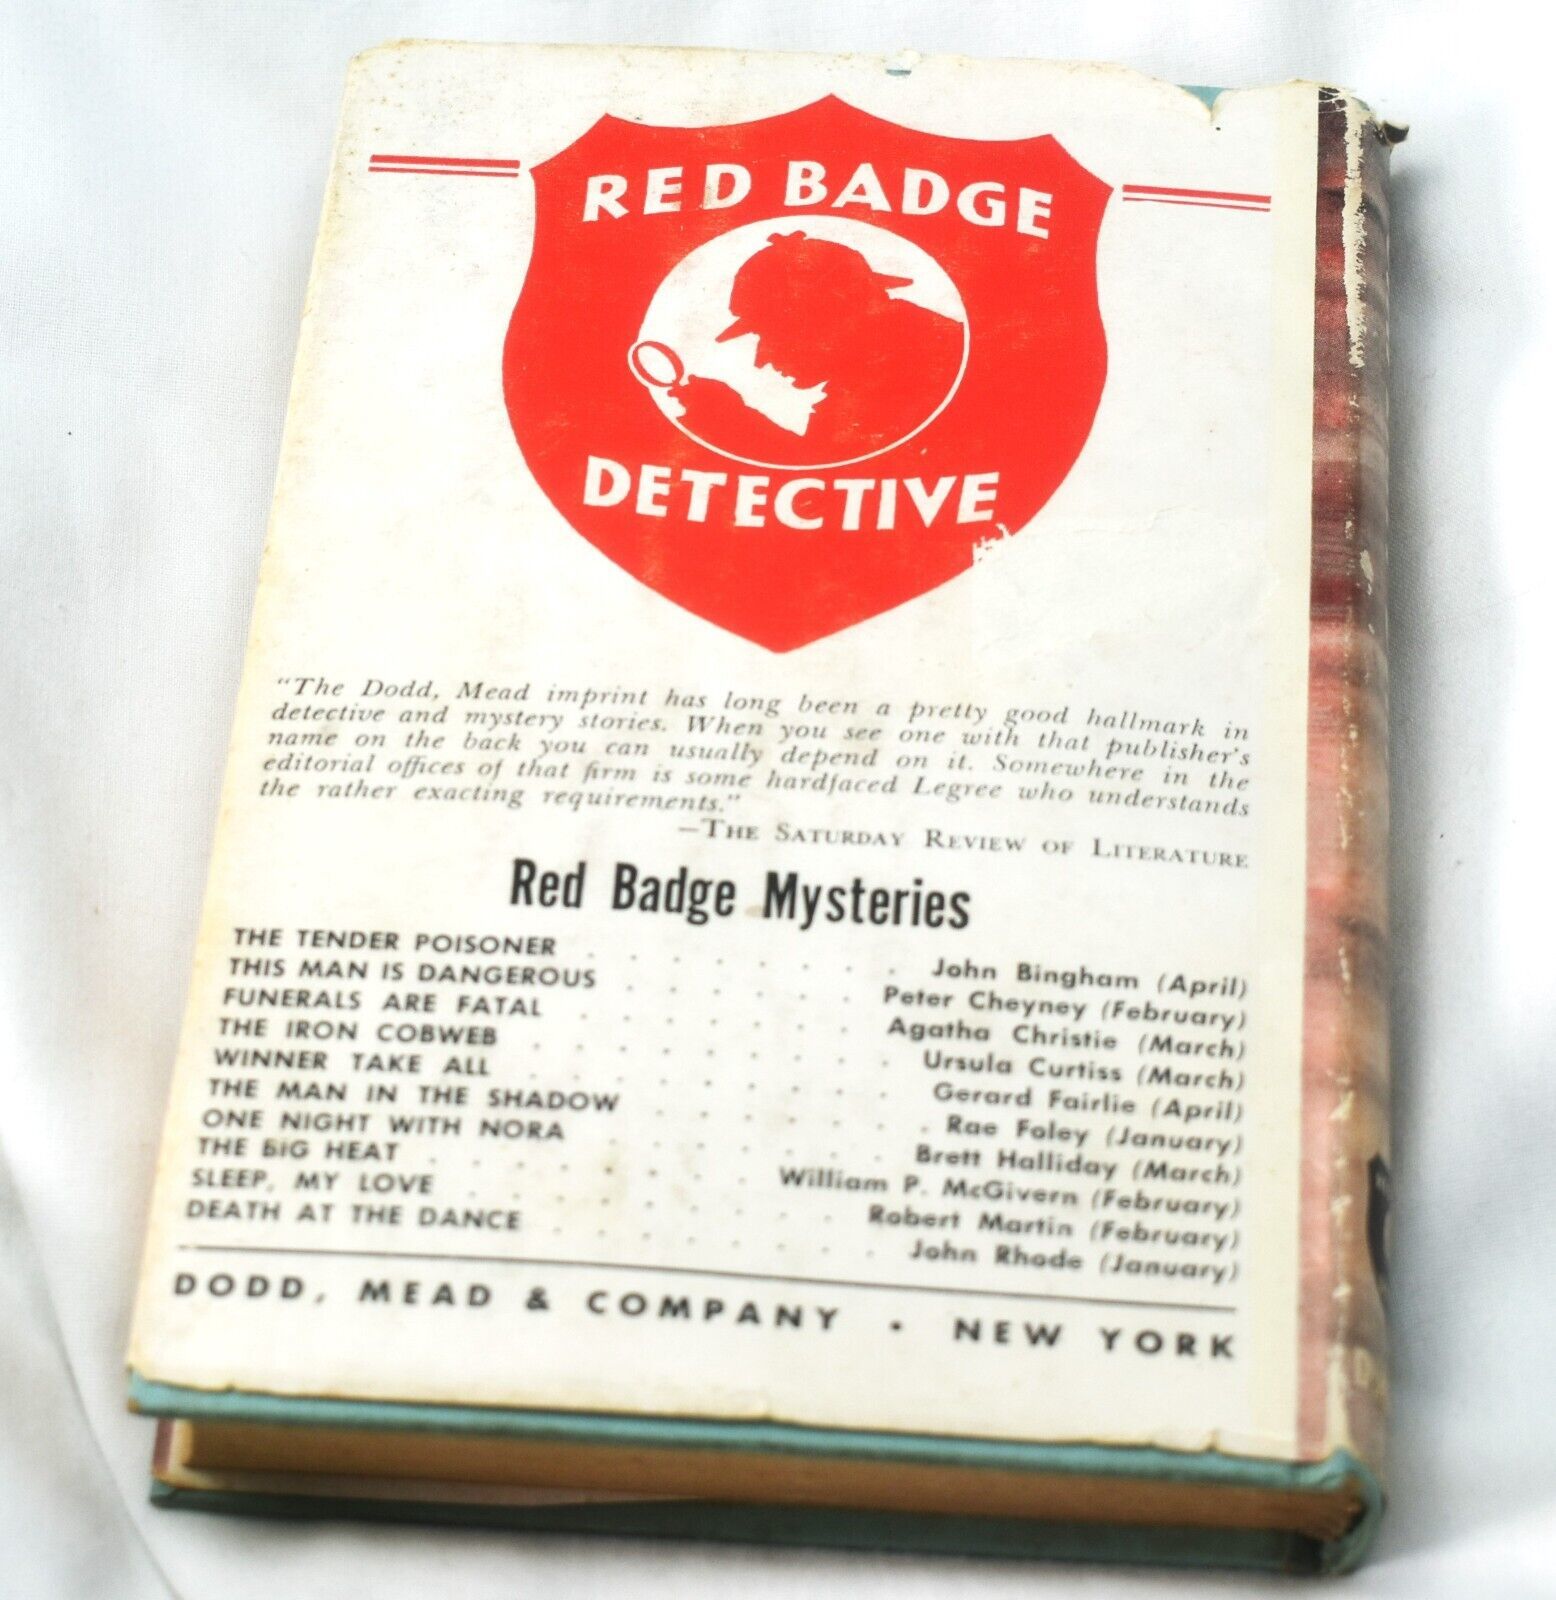 RED BADGE
DETECTIVE
"The Dodd, Mead imprint has long been a pretty good hallmark in
detective and mystery stories. When you see one with that publisher's
name on the back you can usually depend on it. Somewhere in the
editorial offices of that firm is some hardfaced Legree who understands
the rather exacting requirements."
—THE SATURDAY REVIEW OF LITERATURE
Red Badge Mysteries
THE TENDER POISONER . . . . . . . . John Bingham (April)
THIS MAN IS DANGEROUS . . . . . . Peter Cheyney (February)
FUNERALS ARE FATAL . . . . . . . Agatha Christie (March)
THE IRON COBWEB . . . . . . . . . Ursula Curtiss (March)
WINNER TAKE ALL . . . . . . . . . Gerard Fairlie (April)
THE MAN IN THE SHADOW . . . . . . . Rae Foley (January)
ONE NIGHT WITH NORA . . . . . . . . Brett Halliday (March)
THE BIG HEAT . . . . . . . . . William P. McGivern (February)
SLEEP, MY LOVE . . . . . . . . . Robert Martin (February)
DEATH AT THE DANCE . . . . . . . . John Rhode (January)
DODD, MEAD & COMPANY • NEW YORK